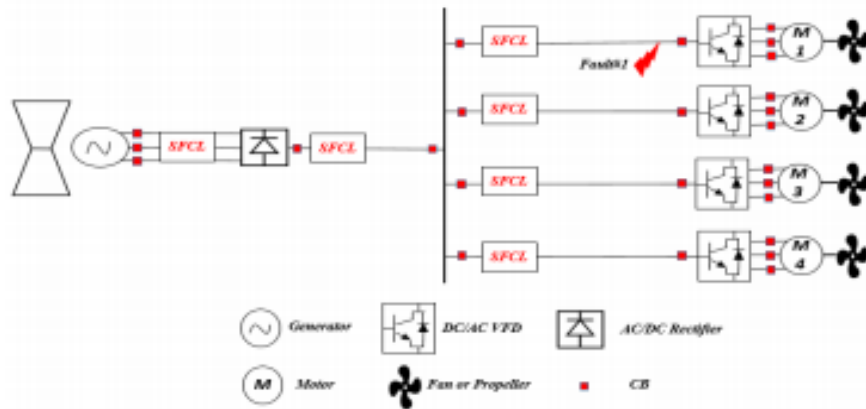 SFCL
Fault#1
M
1
SFCL
M
2
SFCL
SFCL
SFCL
M
3
SFCL
M
4
Generator
DC/AC VFD
AC/DC Rectifier
M
Motor
Fan or Propeller
CB